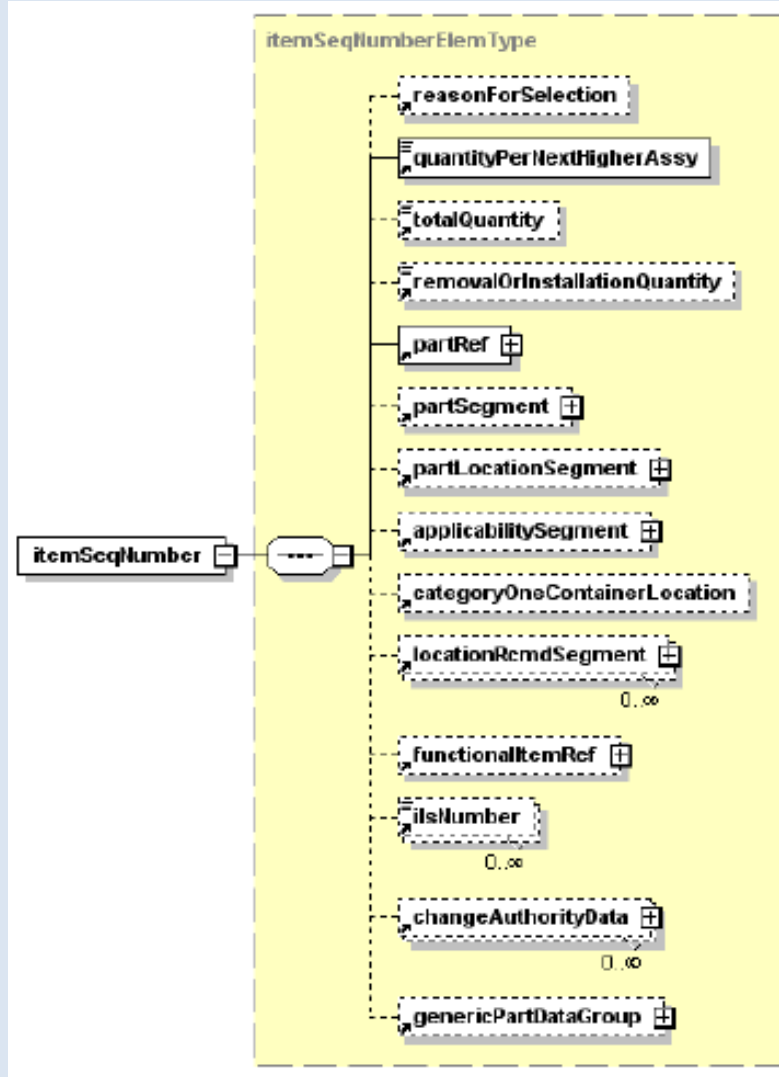 itemSeqNumberElemType
reasonForSelection
quantityPerNextHigherAssy
totalQuantity
removalOrInstallationQuantity
partRef
partSegment
partLocationSegment
applicabilitySegment
itemSeqNumber
categoryOneContainerLocation
locationRcmdSegment
0..∞
functionalItemRef
ilsNumber
0..∞
changeAuthorityData
0..∞
genericPartDataGroup